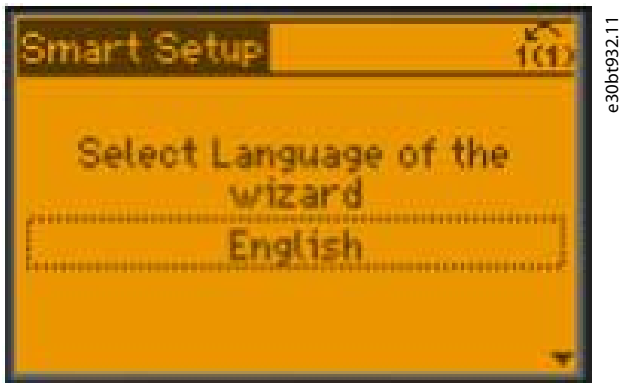 Smart Setup
1(1)
Select Language of the
wizard
English
e30bt932.11